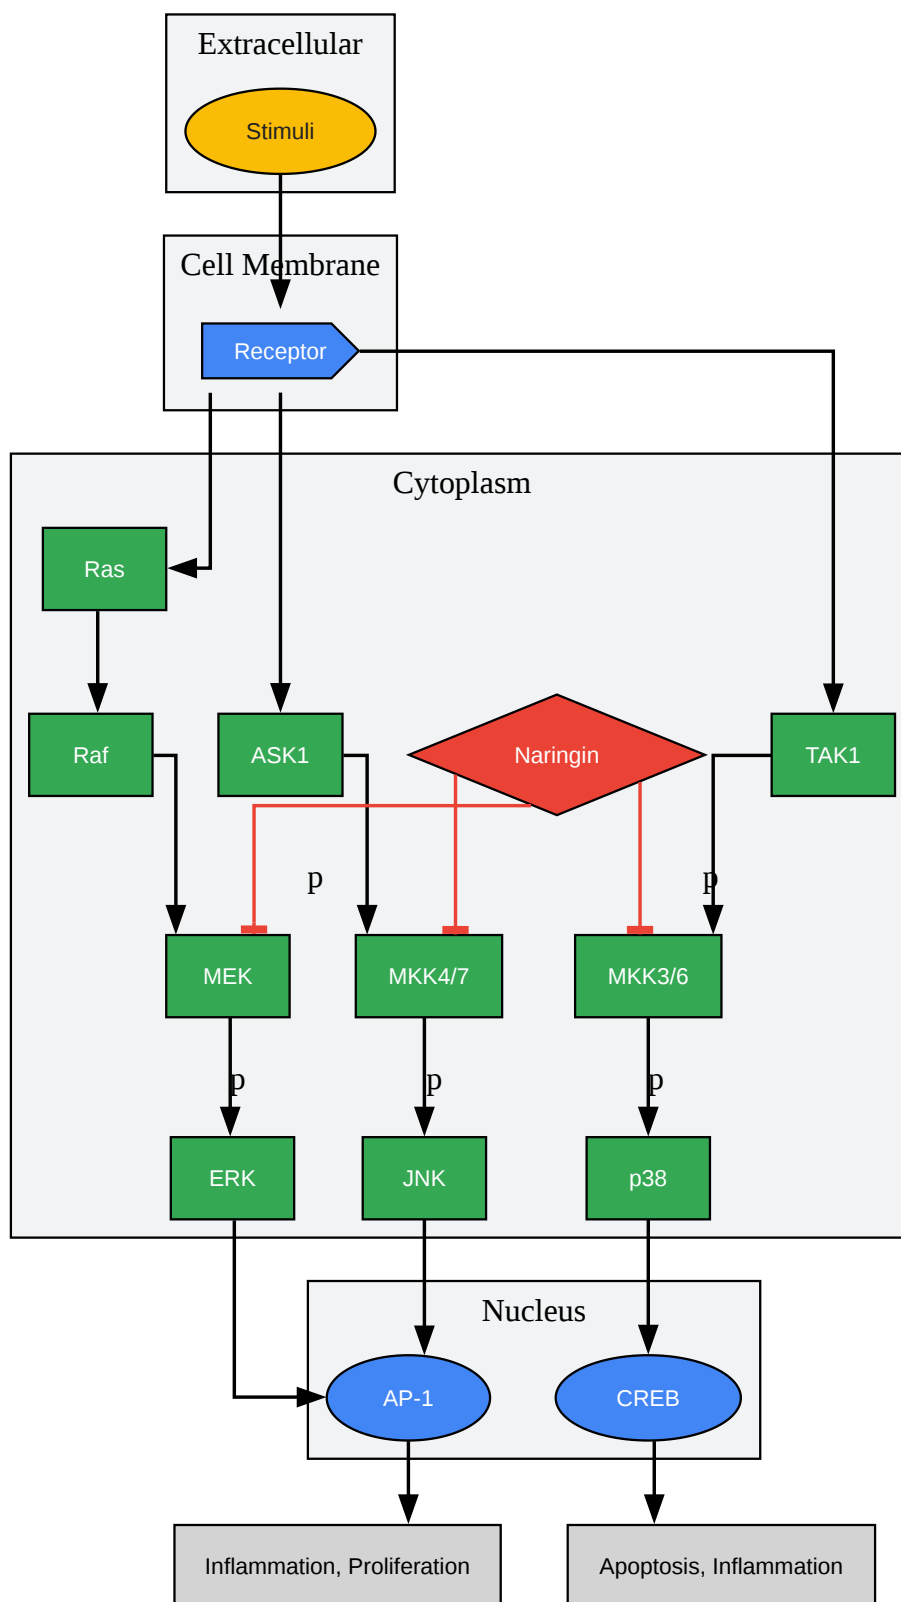 Extracellular
Stimuli
Cell Membrane
Receptor
Cytoplasm
Ras
Raf
ASK1
Naringin
TAK1
p
p
MEK
MKK4/7
MKK3/6
p
p
p
ERK
JNK
p38
Nucleus
AP-1
CREB
Inflammation, Proliferation
Apoptosis, Inflammation